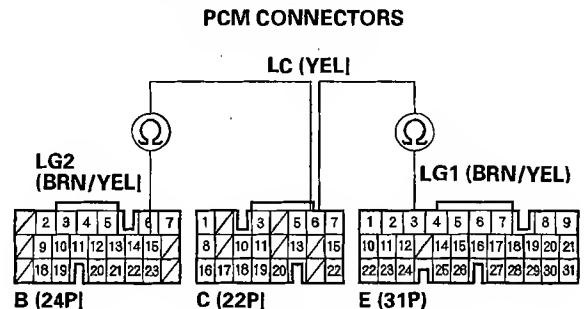 PCM CONNECTORS
LC (YEL|
Ω Ω
LG2
(BRN/YEL|
LG1 (BRN/YEL)
2 3 4 5 6 7
9 10 11 12 13 14 15
18 19 20 21 22 23
B (24P|
1 3 5 6
8 10 11 13 15
16 17 18 19 20 22
C (22P|
1 2 3 4 5 6 7 8 9
10 11 12 14 15 16 17 18 19 20 21
22 23 24 25 26 27 28 29 30 31
E (31P)